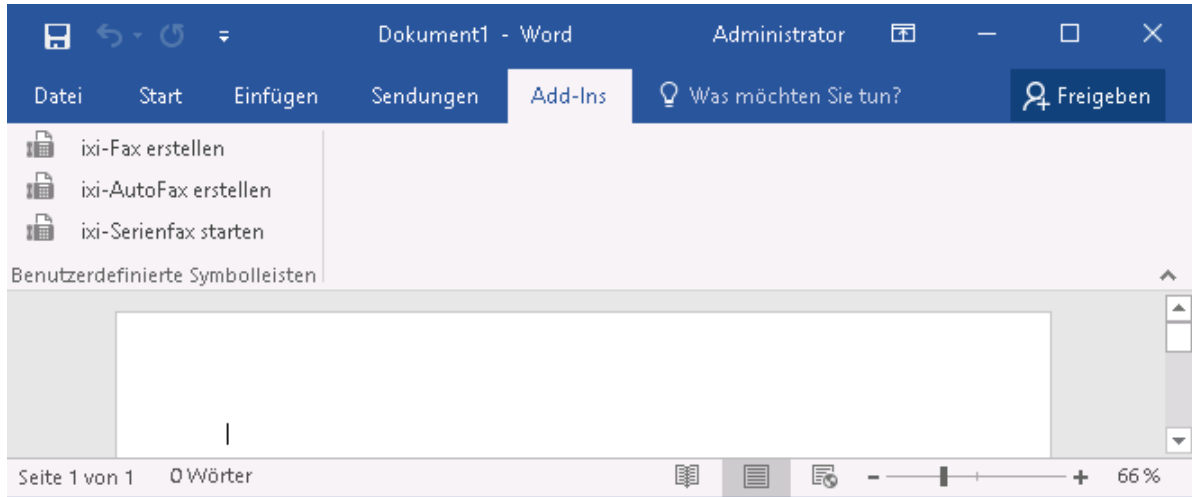 Dokument1 - Word Administrator
Datei Start Einfügen Sendungen Add-Ins Was möchten Sie tun? Freigeben
ixi-Fax erstellen
ixi-AutoFax erstellen
ixi-Serienfax starten
Benutzerdefinierte Symbolleisten
Seite 1 von 1 0 Wörter 66 %